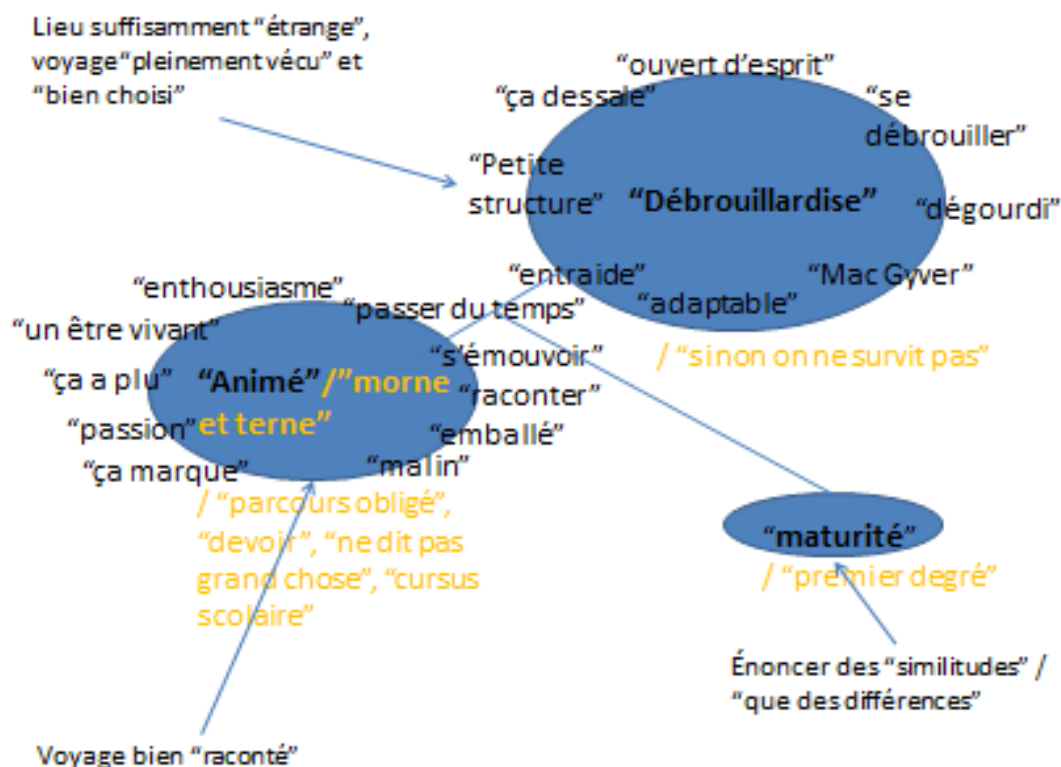 Lieu suffisamment “étrange”,
voyage “pleinement vécu” et
“bien choisi”
“ouvert d’esprit”
“ça dessale”
“se
débrouiller”
“Petite
structure”
“Débrouillardise”
“dégourdi”
“entraide”
“Mac Gyver”
“adaptable”
/ “sinon on ne survit pas”
“enthousiasme”
“passer du temps”
“un être vivant”
“s’émouvoir”
“ça a plu”
“Animé”/”morne
et terne”
“raconter”
“passion”
“emballé”
“ça marque”
“malin”
/ “parcours obligé”,
“devoir”, “ne dit pas
grand chose”, “cursus
scolaire”
“maturité”
/ “premier degré”
Énoncer des “similitudes” /
“que des différences”
Voyage bien “raconté”